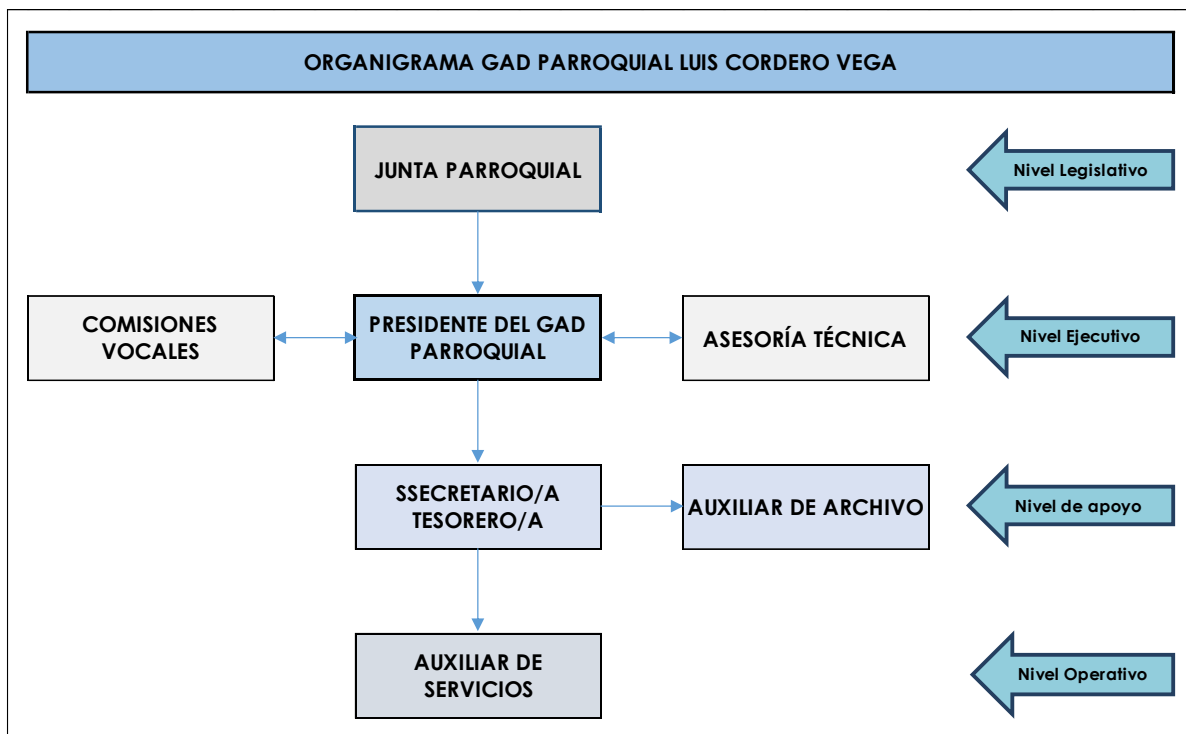 ORGANIGRAMA GAD PARROQUIAL LUIS CORDERO VEGA
JUNTA PARROQUIAL
Nivel Legislativo
COMISIONES
VOCALES
PRESIDENTE DEL GAD
PARROQUIAL
ASESORÍA TÉCNICA
Nivel Ejecutivo
SSECRETARIO/A
TESORERO/A
AUXILIAR DE ARCHIVO
Nivel de apoyo
AUXILIAR DE
SERVICIOS
Nivel Operativo